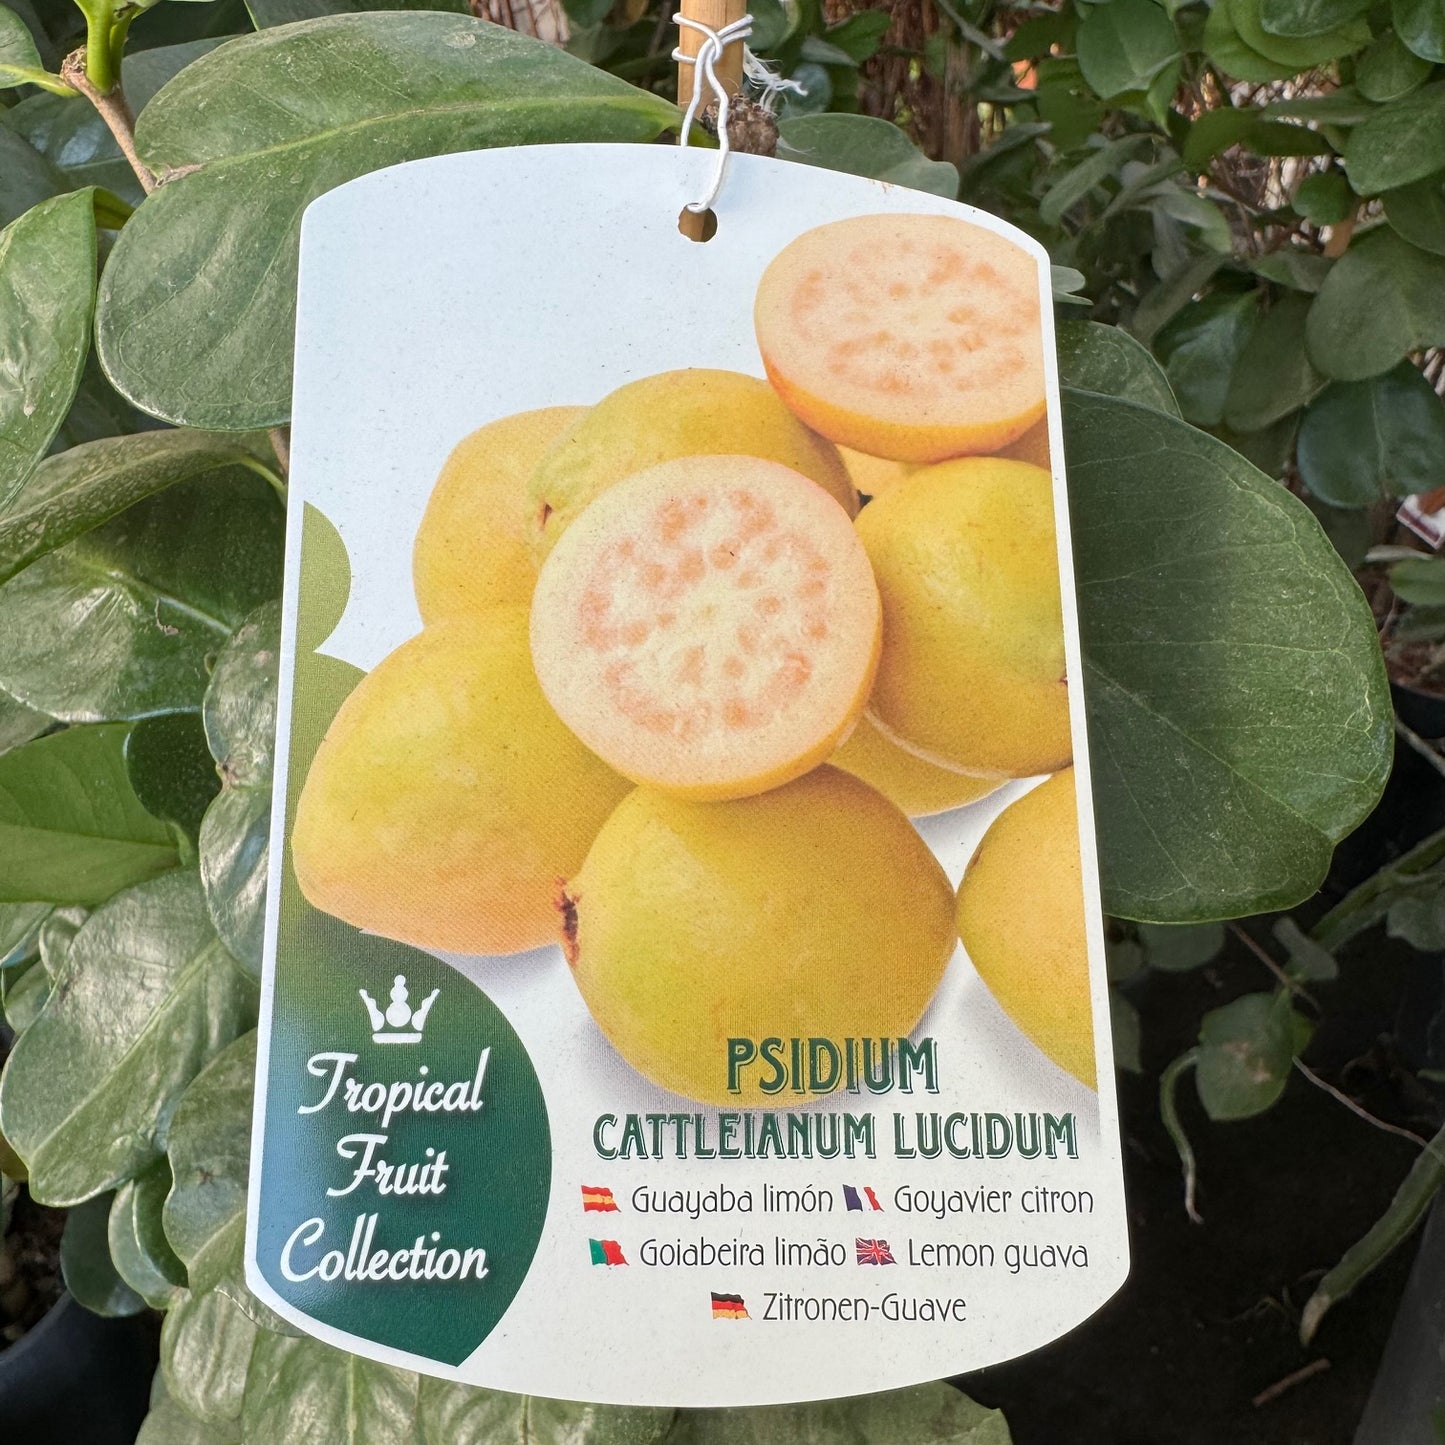 Tropical
Fruit
Collection
PSIDIUM
CATTLEIANUM LUCIDUM
Guayaba limón Goyavier citron
Goiabeira limão Lemon guava
Zitronen-Guave